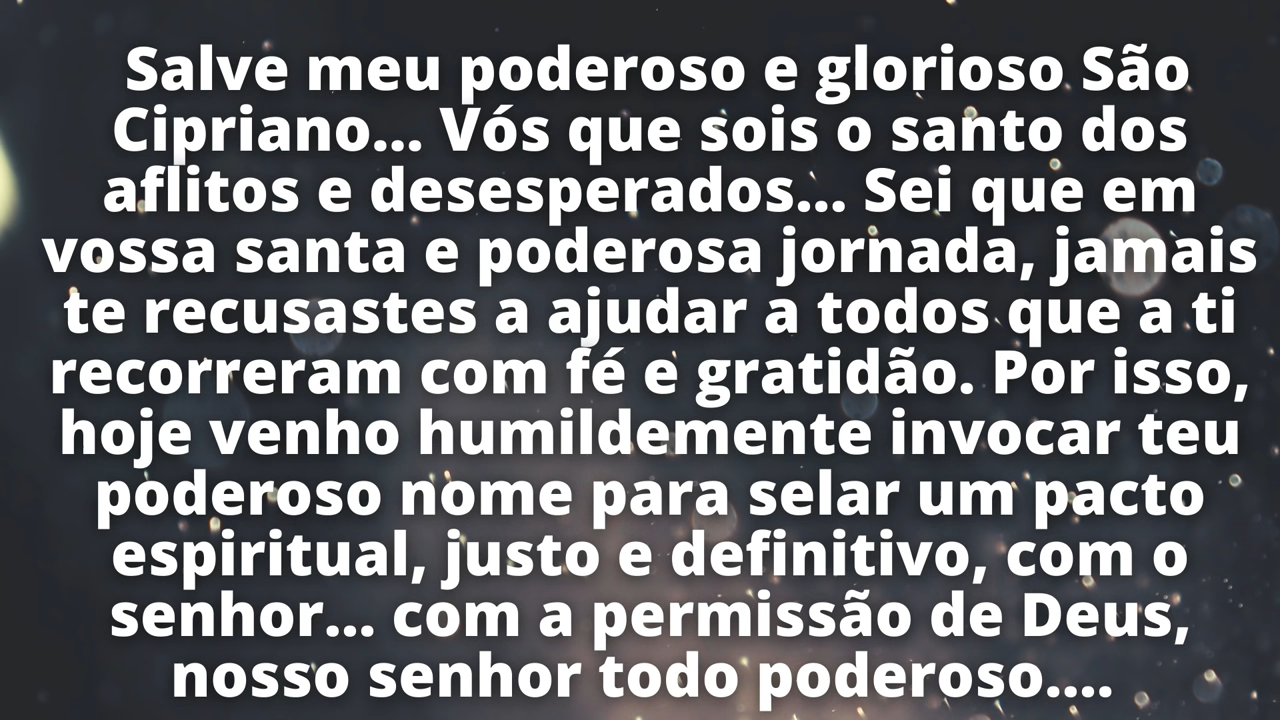 Salve meu poderoso e glorioso São
Cipriano... Vós que sois o santo dos
aflitos e desesperados... Sei que em
vossa santa e poderosa jornada, jamais
te recusastes a ajudar a todos que a ti
recorreram com fé e gratidão. Por isso,
hoje venho humildemente invocar teu
poderoso nome para selar um pacto
espiritual, justo e definitivo, com o
senhor... com a permissão de Deus,
nosso senhor todo poderoso....